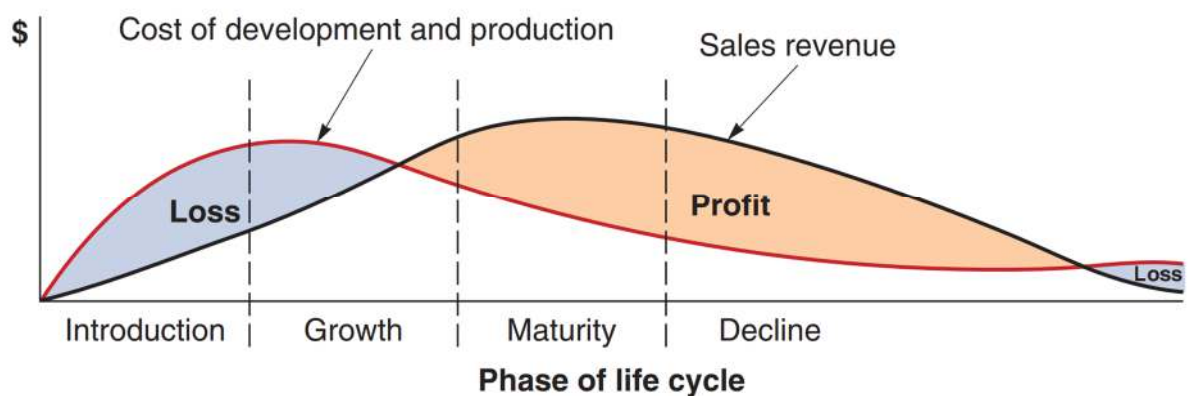 $
Cost of development and production
Sales revenue
Loss
Profit
Loss
Introduction
Growth
Maturity
Decline
Phase of life cycle